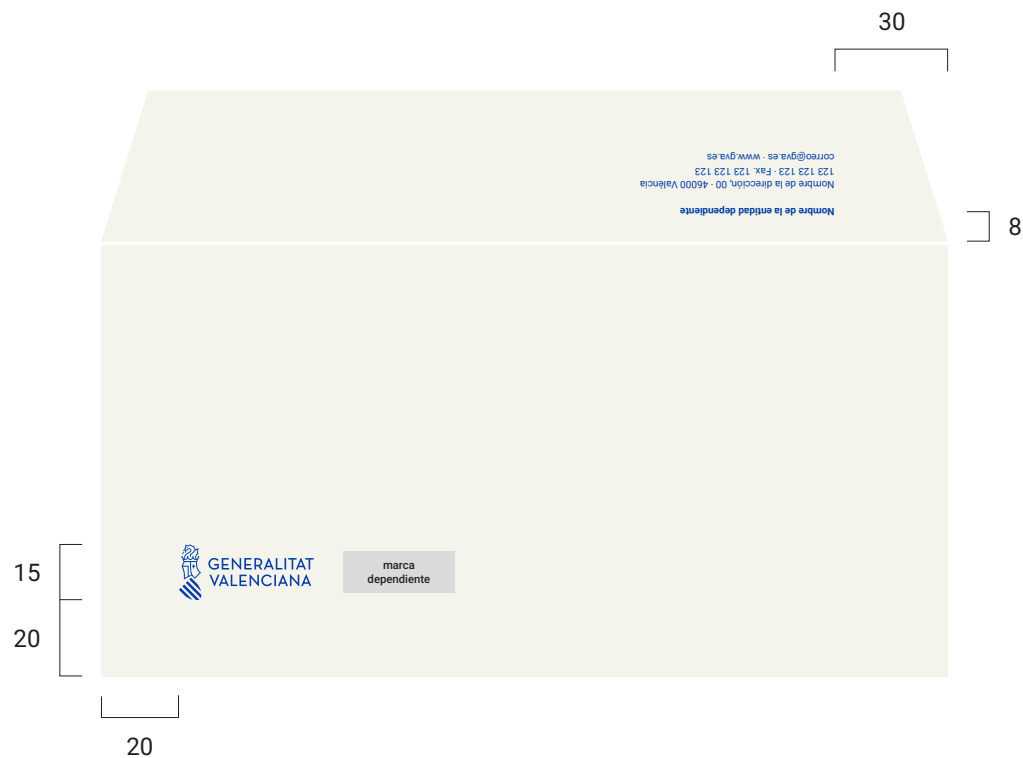 30
correo@gva.es · www.gva.es
123 123 123 · Fax. 123 123 123
Nombre de la dirección, 00 · 46000 València
Nombre de la entidad dependiente
8
15
GENERALITAT
VALENCIANA
marca
dependiente
20
20